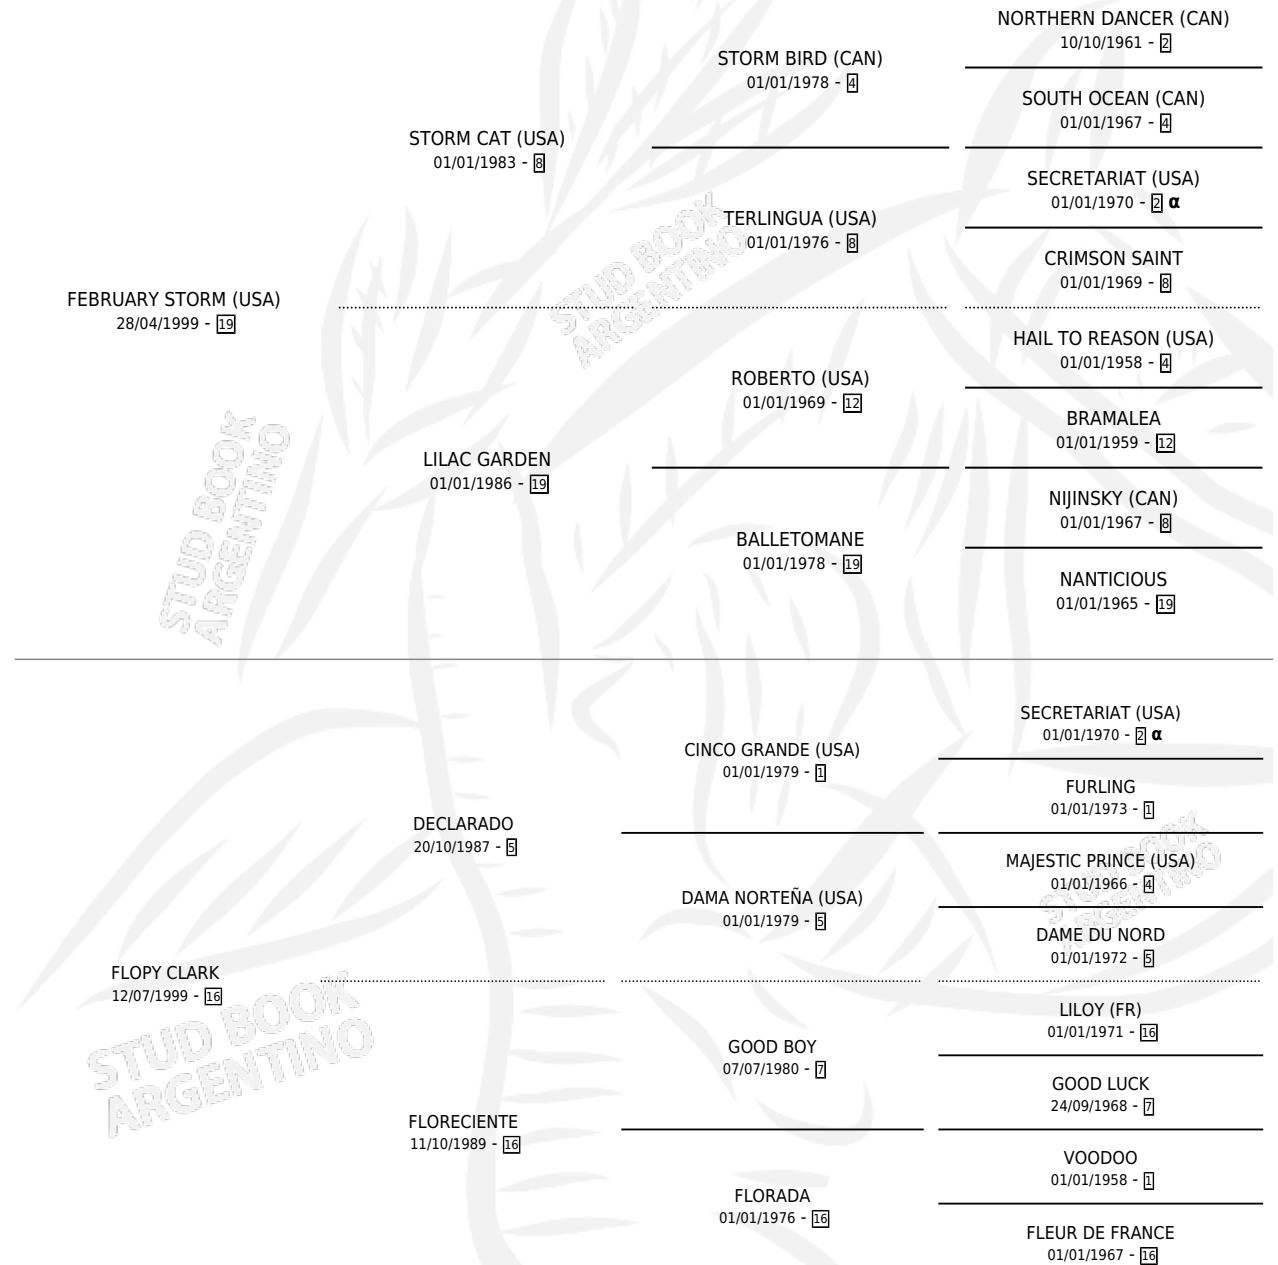 NORTHERN DANCER (CAN)
10/10/1961 - 2
STORM BIRD (CAN)
01/01/1978 - 4
SOUTH OCEAN (CAN)
01/01/1967 - 4
STORM CAT (USA)
01/01/1983 - 8
SECRETARIAT (USA)
01/01/1970 - 2 α
TERLINGUA (USA)
01/01/1976 - 8
CRIMSON SAINT
01/01/1969 - 8
FEBRUARY STORM (USA)
28/04/1999 - 19
HAIL TO REASON (USA)
01/01/1958 - 4
ROBERTO (USA)
01/01/1969 - 12
BRAMALEA
01/01/1959 - 12
LILAC GARDEN
01/01/1986 - 19
NIJINSKY (CAN)
01/01/1967 - 8
BALLETOMANE
01/01/1978 - 19
NANTICIOUS
01/01/1965 - 19
SECRETARIAT (USA)
01/01/1970 - 2 α
CINCO GRANDE (USA)
01/01/1979 - 1
FURLING
01/01/1973 - 1
DECLARADO
20/10/1987 - 5
MAJESTIC PRINCE (USA)
01/01/1966 - 4
DAMA NORTEÑA (USA)
01/01/1979 - 5
DAME DU NORD
01/01/1972 - 5
FLOPY CLARK
12/07/1999 - 16
LILOY (FR)
01/01/1971 - 16
GOOD BOY
07/07/1980 - 7
GOOD LUCK
24/09/1968 - 7
FLORECIENTE
11/10/1989 - 16
VOODOO
01/01/1958 - 1
FLORADA
01/01/1976 - 16
FLEUR DE FRANCE
01/01/1967 - 16
STUD BOOK
ARGENTINO
STUD BOOK
ARGENTINO
STUD BOOK
ARGENTINO
STUD BOOK
ARGENTINO